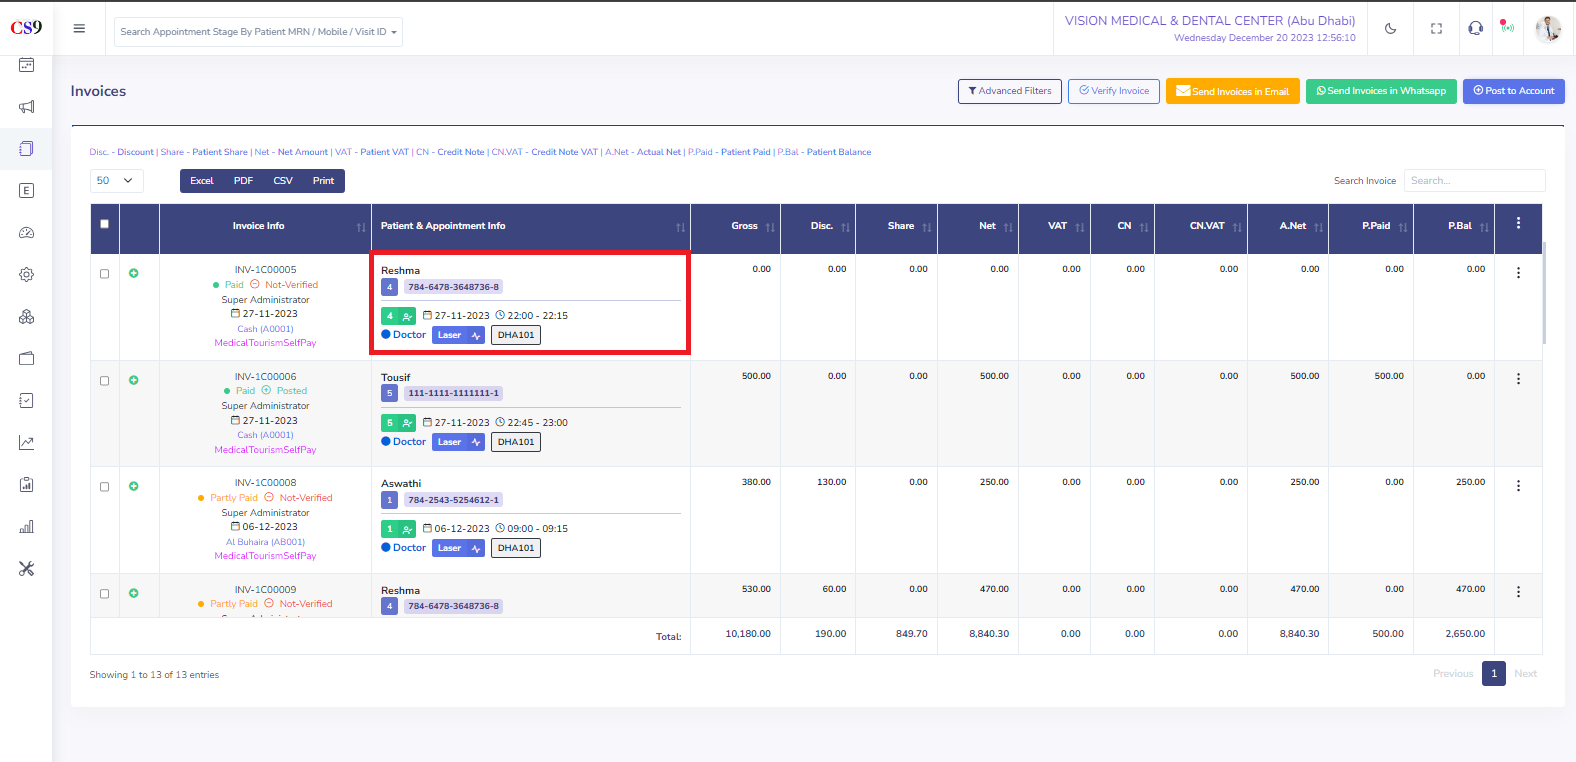 CS9
Search Appointment Stage By Patient MRN / Mobile / Visit ID
VISION MEDICAL & DENTAL CENTER (Abu Dhabi)
Wednesday December 20 2023 12:56:10
Invoices
Advanced Filters
Verify Invoice
Send Invoices in Email
Send Invoices in Whatsapp
Post to Account
E
Disc. - Discount | Share - Patient Share | Net - Net Amount | VAT - Patient VAT | CN - Credit Note | CN.VAT - Credit Note VAT | A.Net - Actual Net | P.Paid - Patient Paid | P.Bal - Patient Balance
50
Excel PDF CSV Print
Search Invoice Search...
Invoice Info Patient & Appointment Info Gross Disc. Share Net VAT CN CN.VAT A.Net P.Paid P.Bal
INV-1C00005
Paid Not-Verified
Super Administrator
27-11-2023
Cash (A0001)
MedicalTourismSelfPay
Reshma
4 784-6478-3648736-8
4 27-11-2023 22:00 - 22:15
Doctor Laser DHA101
0.00 0.00 0.00 0.00 0.00 0.00 0.00 0.00 0.00 0.00
INV-1C00006
Paid Posted
Super Administrator
27-11-2023
Cash (A0001)
MedicalTourismSelfPay
Tousif
5 111-1111-1111111-1
5 27-11-2023 22:45 - 23:00
Doctor Laser DHA101
500.00 0.00 0.00 500.00 0.00 0.00 0.00 500.00 500.00 0.00
INV-1C00008
Partly Paid Not-Verified
Super Administrator
06-12-2023
Al Buhaira (AB001)
MedicalTourismSelfPay
Aswathi
1 784-2543-5254612-1
1 06-12-2023 09:00 - 09:15
Doctor Laser DHA101
380.00 130.00 0.00 250.00 0.00 0.00 0.00 250.00 0.00 250.00
INV-1C00009
Partly Paid Not-Verified
Super Administrator
Reshma
4 784-6478-3648736-8
530.00 60.00 0.00 470.00 0.00 0.00 0.00 470.00 0.00 470.00
Total: 10,180.00 190.00 849.70 8,840.30 0.00 0.00 0.00 8,840.30 500.00 2,650.00
Showing 1 to 13 of 13 entries
Previous 1 Next